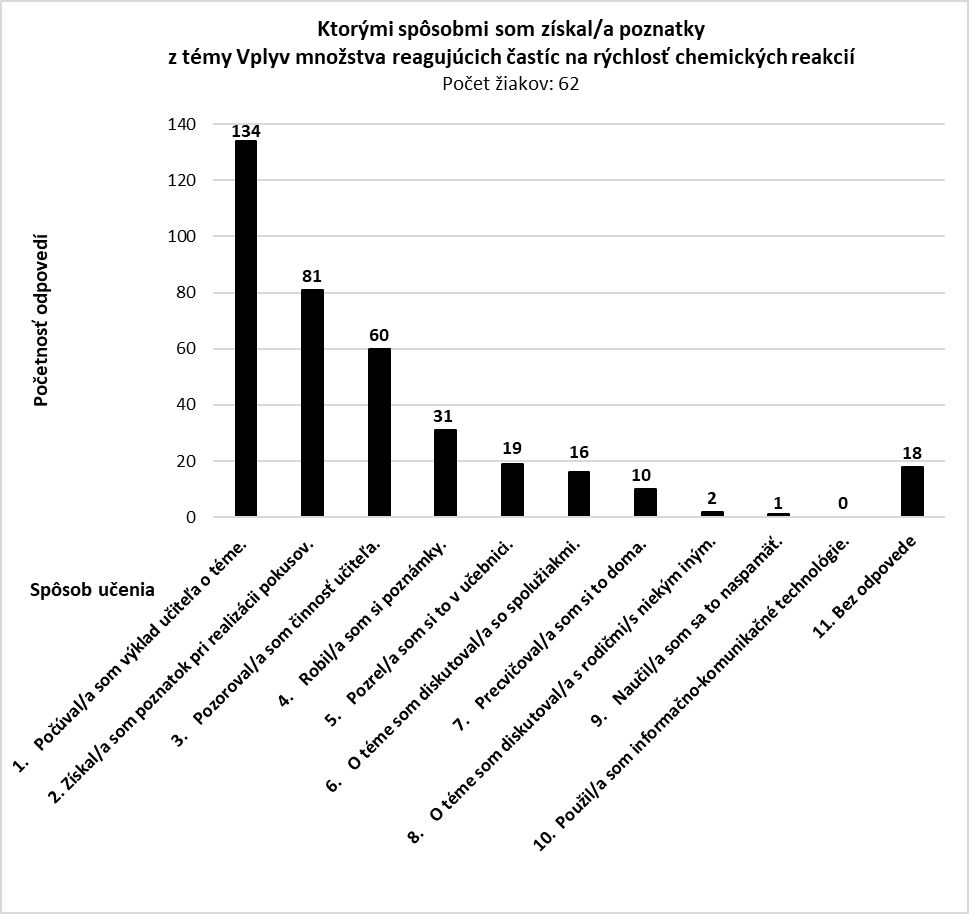 Ktorými spôsobmi som získal/a poznatky
z témy Vplyv množstva reagujúcich častíc na rýchlosť chemických reakcií
Počet žiakov: 62
Početnosť odpovedí
140
120
100
80
60
40
20
0
134
81
60
31
19
16
10
2
1
0
18
Spôsob učenia
1. Počúval/a som výklad učiteľa o téme.
2. Získal/a som poznatok pri realizácii pokusov.
3. Pozoroval/a som činnosť učiteľa.
4. Robil/a som si poznámky.
5. Pozrel/a som si to v učebnici.
6. O téme som diskutoval/a so spolužiakmi.
7. Precvičoval/a som si to doma.
8. O téme som diskutoval/a s rodičmi/s niekým iným.
9. Naučil/a som sa to naspamäť.
10. Použil/a som informačno-komunikačné technológie.
11. Bez odpovede